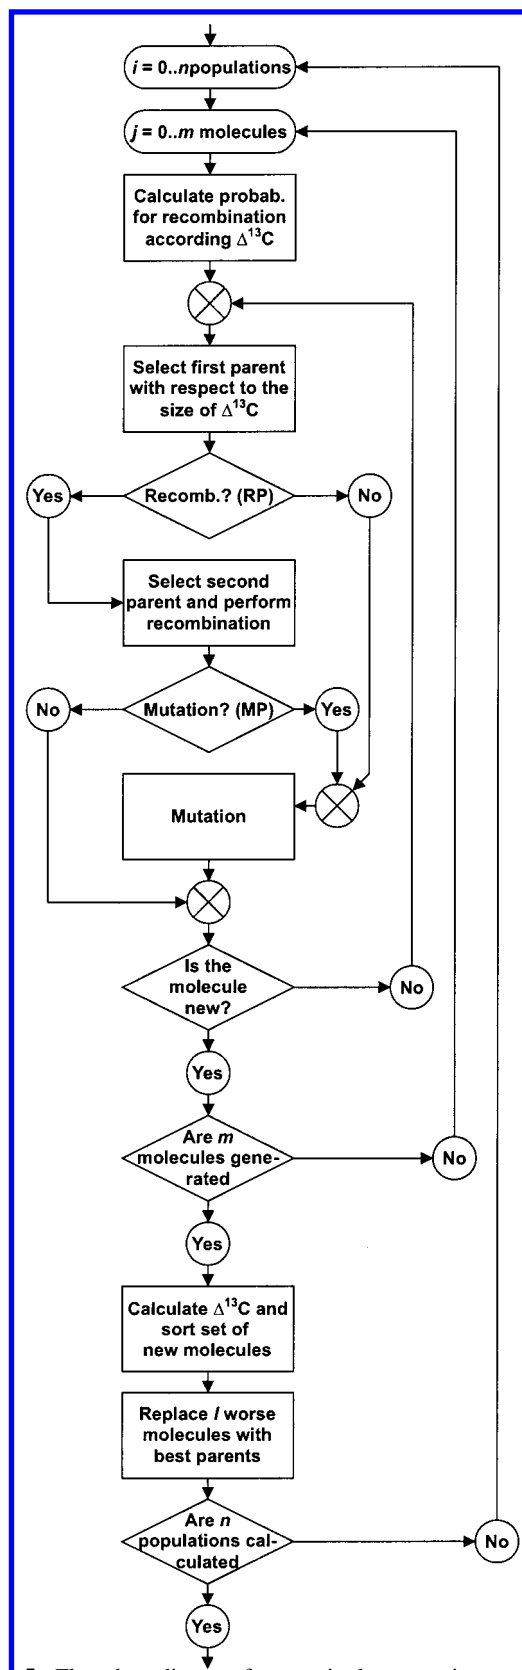 i = 0..npopulations
j = 0..m molecules
Calculate probab.
for recombination
according Δ¹³C
Select first parent
with respect to the
size of Δ¹³C
Yes
Recomb.? (RP)
No
Select second
parent and perform
recombination
No
Mutation? (MP)
Yes
Mutation
Is the
molecule
new?
No
Yes
Are m
molecules gene-
rated
No
Yes
Calculate Δ¹³C and
sort set of
new molecules
Replace l worse
molecules with
best parents
Are n
populations cal-
culated
No
Yes